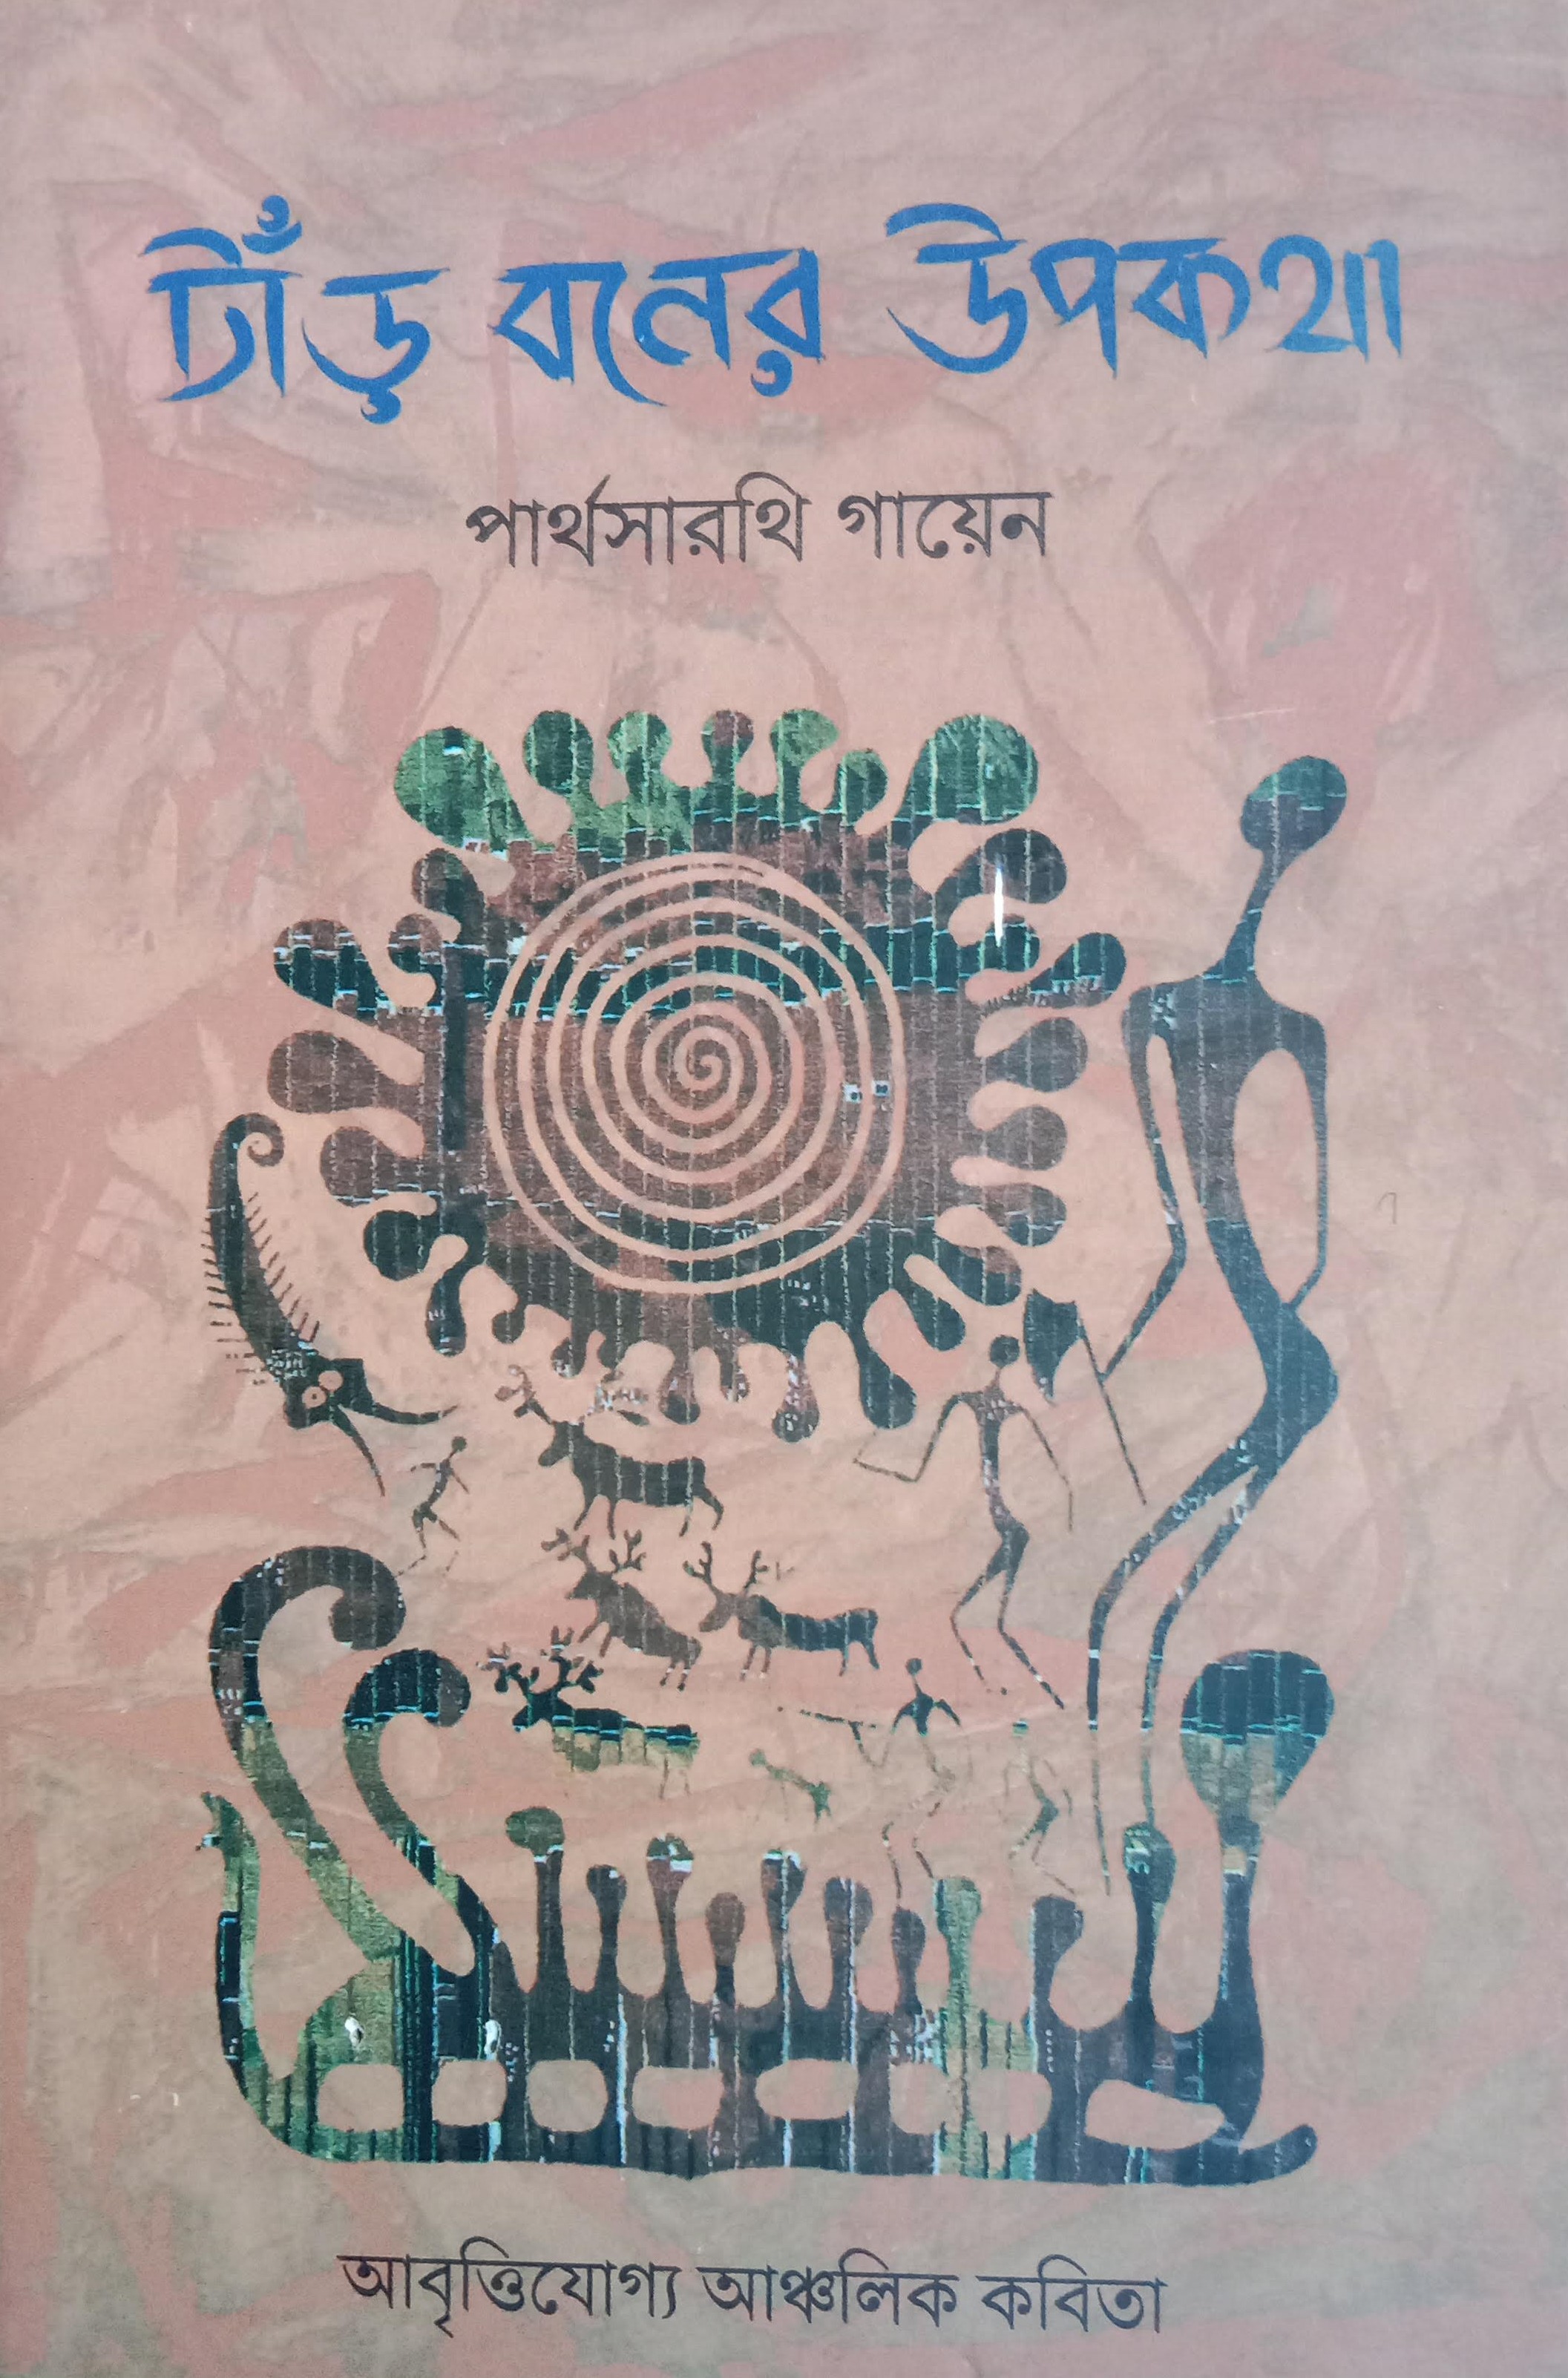 টাঁড় বনের উপকথা
পার্থসারথি গায়েন
আবৃত্তিযোগ্য আঞ্চলিক কবিতা